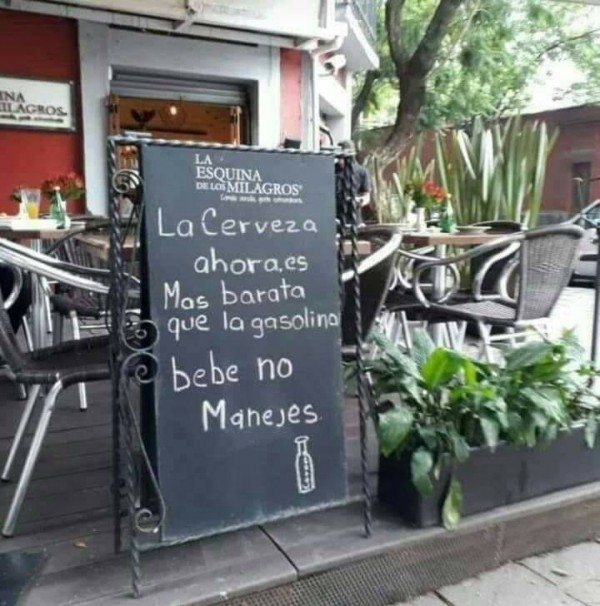 INA
MILAGROS
LA
ESQUINA
DE LOS MILAGROS
La Cerveza
ahora,es
Mas barata
que la gasolina
bebe no
Manejes.